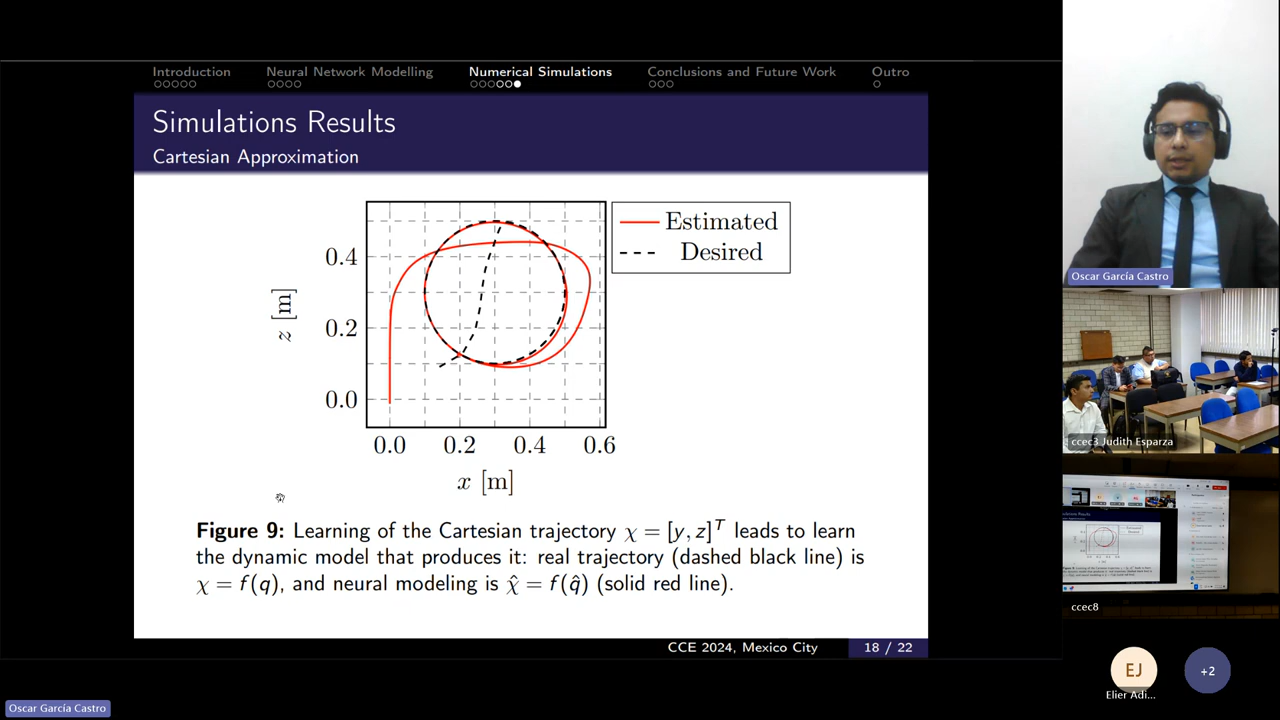 Introduction
Neural Network Modelling
Numerical Simulations
Conclusions and Future Work
Outro
Simulations Results
Cartesian Approximation
Estimated
Desired
0.4
0.2
0.0
z [m]
0.0 0.2 0.4 0.6
x [m]
Figure 9: Learning of the Cartesian trajectory χ = [y, z]ᵀ leads to learn
the dynamic model that produces it: real trajectory (dashed black line) is
χ = f(q), and neural modeling is χ̂ = f(q̂) (solid red line).
CCE 2024, Mexico City
18 / 22
Oscar García Castro
ccec3 Judith Esparza
ccec8
EJ
Elier Adi...
+2
Oscar García Castro